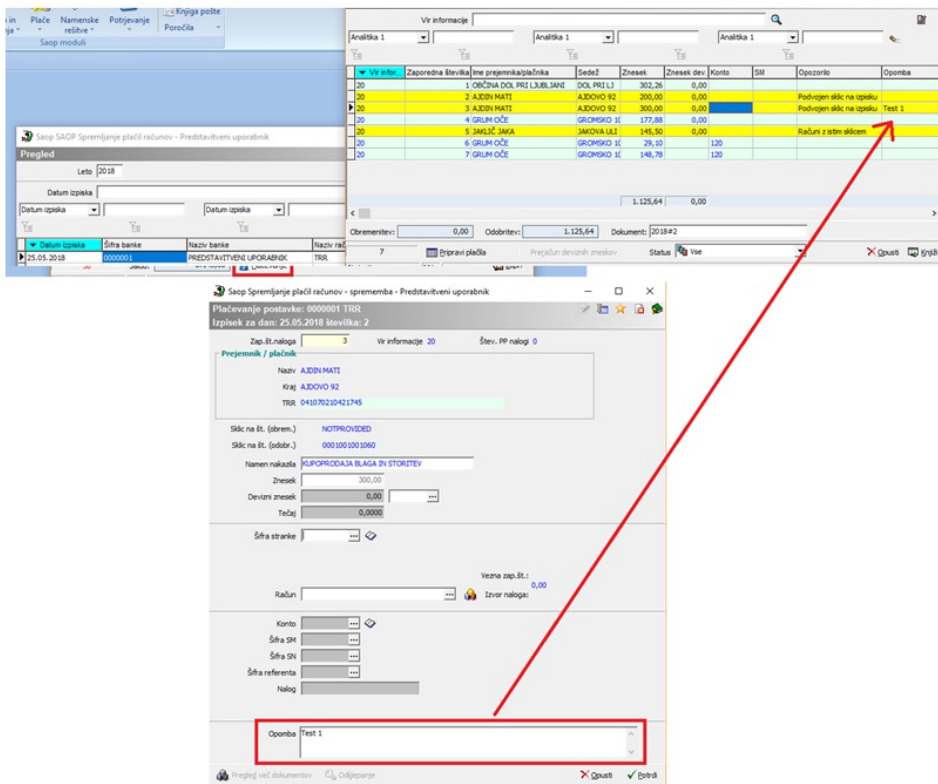 Knjiga pošte
Plače Namenske rešitve Potrjevanje Poročila
Saop moduli
Vir informacije
Analitika 1 Analitika 1 Analitika 1
Vir infor... Zaporedna številka Ime prejemnika/plačnika Sedež Znesek Znesek dev. Konto SM Opozorilo Opomba
20 1 OBČINA DOL PRI LJUBLJANI DOL PRI LJ 302,26 0,00
20 2 AJDIN MATI AJDOVO 92 200,00 0,00 Podvojen sklic na izpisku
20 3 AJDIN MATI AJDOVO 92 300,00 0,00 Podvojen sklic na izpisku Test 1
20 4 GRUM OČE GROMSKO 10 177,88 0,00
20 5 JAKLIČ JAKA JAKOVA ULI 145,50 0,00 Računi z istim sklicem
20 6 GRUM OČE GROMSKO 10 29,10 120
20 7 GRUM OČE GROMSKO 10 148,78 120
1.125,64 0,00
Obremenitev: 0,00 Odobritev: 1.125,64 Dokument: 2018#2
7 Pripravi plačila Preračun deviznih zneskov Status Vse Opusti Knjiži
Saop SAOP Spremljanje plačil računov - Predstavitveni uporabnik
Pregled
Leto 2018
Datum izpiska
Datum izpiska Datum izpiska
Datum izpiska Šifra banke Naziv banke Naziv rač
25.05.2018 0000001 PREDSTAVITVENI UPORABNIK TRR
Saop Spremljanje plačil računov - sprememba - Predstavitveni uporabnik
Plačevanje postavke: 0000001 TRR
Izpisek za dan: 25.05.2018 številka: 2
Zap.št.naloga 3 Vir informacije 20 Štev. PP nalogi 0
Prejemnik / plačnik
Naziv AJDIN MATI
Kraj AJDOVO 92
TRR 041070210421745
Sklic na št. (obrem.) NOTPROVIDED
Sklic na št. (odobr.) 0001001001060
Namen nakazila KUPOPRODAJA BLAGA IN STORITEV
Znesek 300,00
Devizni znesek 0,00
Tečaj 0,0000
Šifra stranke
Vezna zap.št.:
0,00
Račun Izvor naloga:
Konto
Šifra SM
Šifra SN
Šifra referenta
Nalog
Opomba Test 1
Pregled več dokumentov Odlepanje Opusti Potrdi